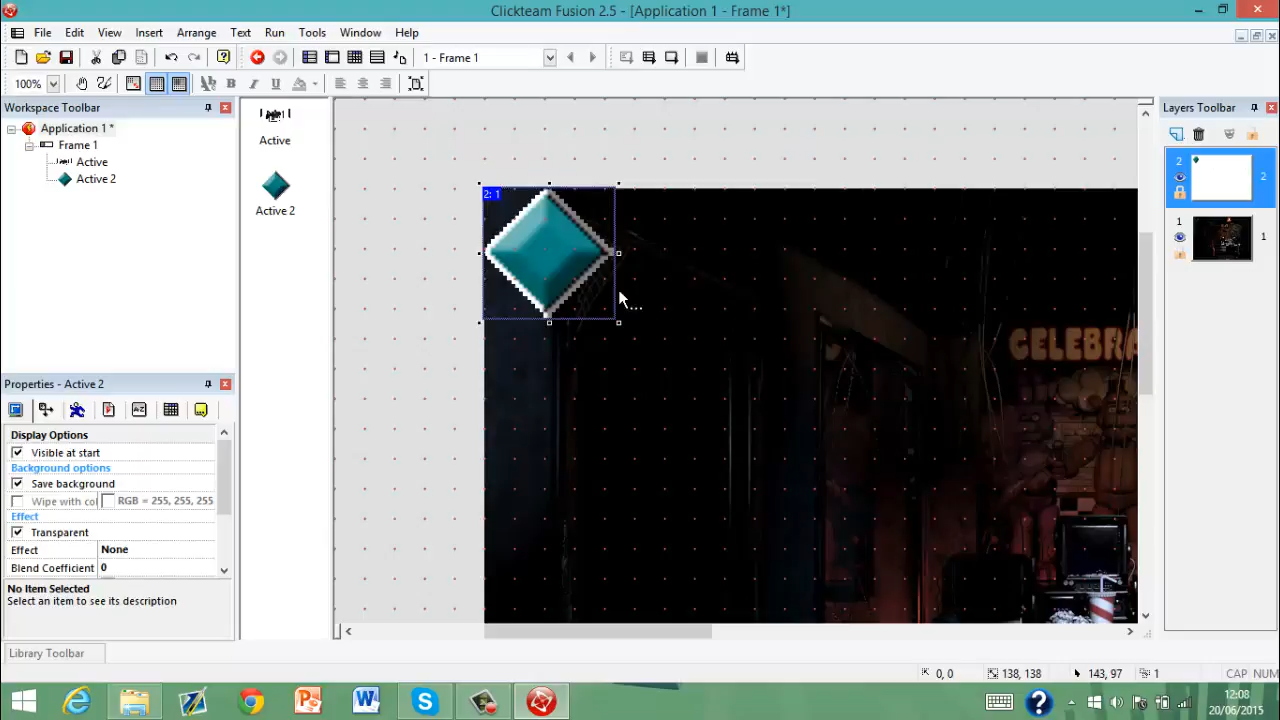 Clickteam Fusion 2.5 - [Application 1 - Frame 1*]
File Edit View Insert Arrange Text Run Tools Window Help
1 - Frame 1
100%
B I U A
Workspace Toolbar
Application 1 *
Frame 1
Active
Active 2
Active
Active 2
2: 1
CELEBRA
Layers Toolbar
2
2
1
1
Properties - Active 2
Display Options
Visible at start
Background options
Save background
Wipe with col RGB = 255, 255, 255
Effect
Transparent
Effect None
Blend Coefficient 0
No Item Selected
Select an item to see its description
Library Toolbar
0, 0 138, 138 143, 97 1 CAP NUM
12:08
20/06/2015